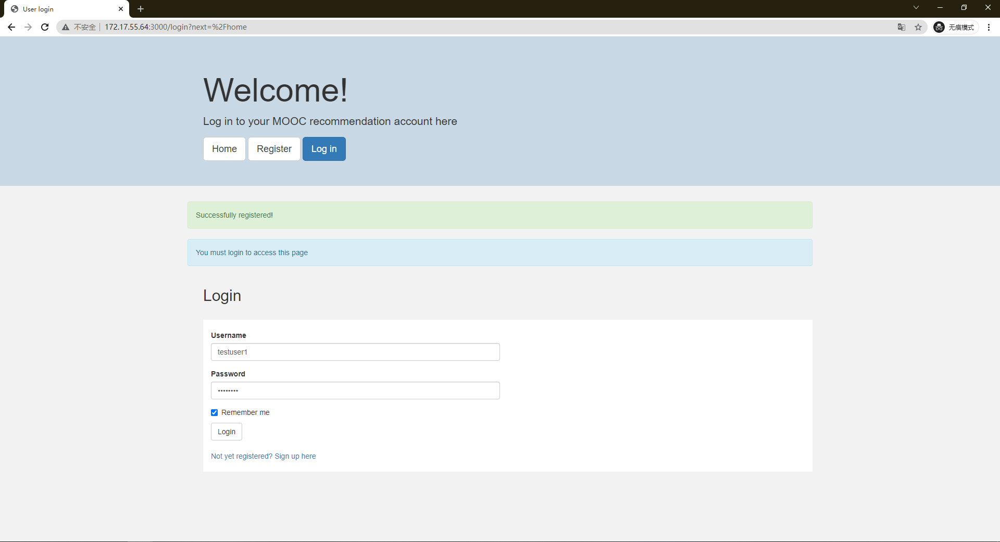 User login
不安全 172.17.55.64:3000/login?next=%2Fhome
无痕模式
Welcome!
Log in to your MOOC recommendation account here
Home Register Log in
Successfully registered!
You must login to access this page
Login
Username
testuser1
Password
••••••••
Remember me
Login
Not yet registered? Sign up here